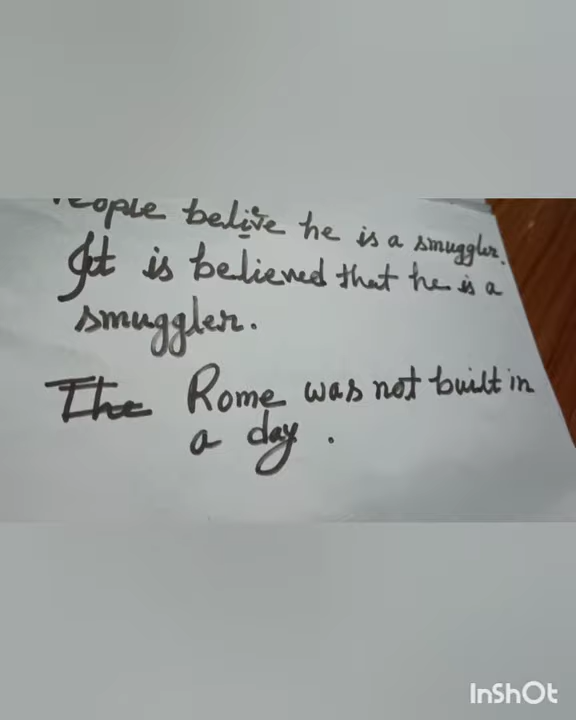 People belive he is a smuggler.
It is believed that he is a
smuggler.
The Rome was not built in
a day.
InShOt